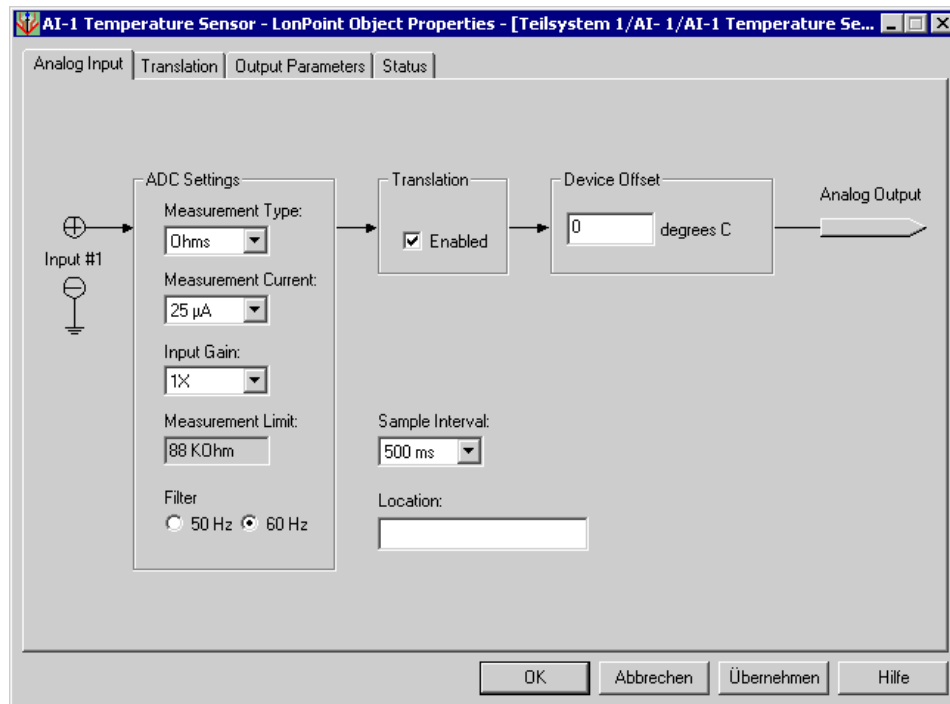 AI-1 Temperature Sensor - LonPoint Object Properties - [Teilsystem 1/AI- 1/AI-1 Temperature Se...
Analog Input
Translation
Output Parameters
Status
ADC Settings
Measurement Type:
Ohms
Measurement Current:
25 µA
Input Gain:
1X
Measurement Limit:
88 KOhm
Filter
50 Hz
60 Hz
Input #1
Translation
Enabled
Device Offset
0
degrees C
Analog Output
Sample Interval:
500 ms
Location:
OK
Abbrechen
Übernehmen
Hilfe